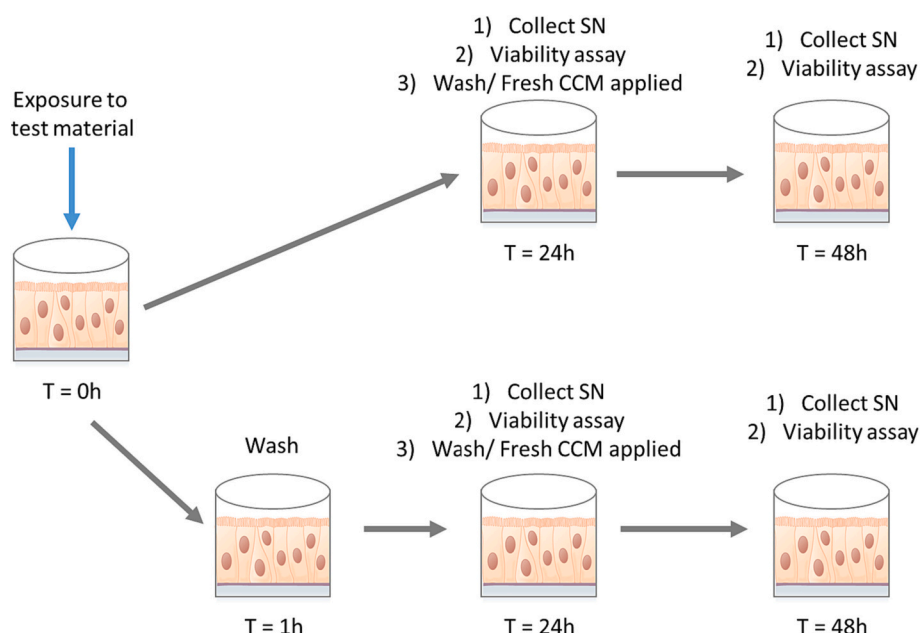 Exposure to
test material
T = 0h
1) Collect SN
2) Viability assay
3) Wash/ Fresh CCM applied
T = 24h
1) Collect SN
2) Viability assay
T = 48h
Wash
T = 1h
1) Collect SN
2) Viability assay
3) Wash/ Fresh CCM applied
T = 24h
1) Collect SN
2) Viability assay
T = 48h